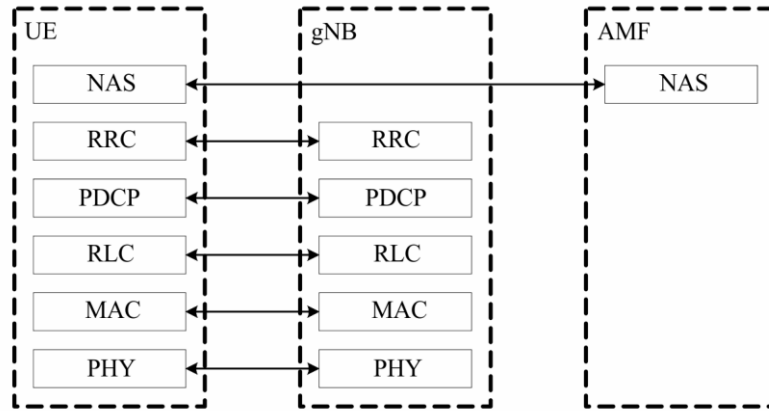 UE gNB AMF
NAS NAS
RRC RRC
PDCP PDCP
RLC RLC
MAC MAC
PHY PHY